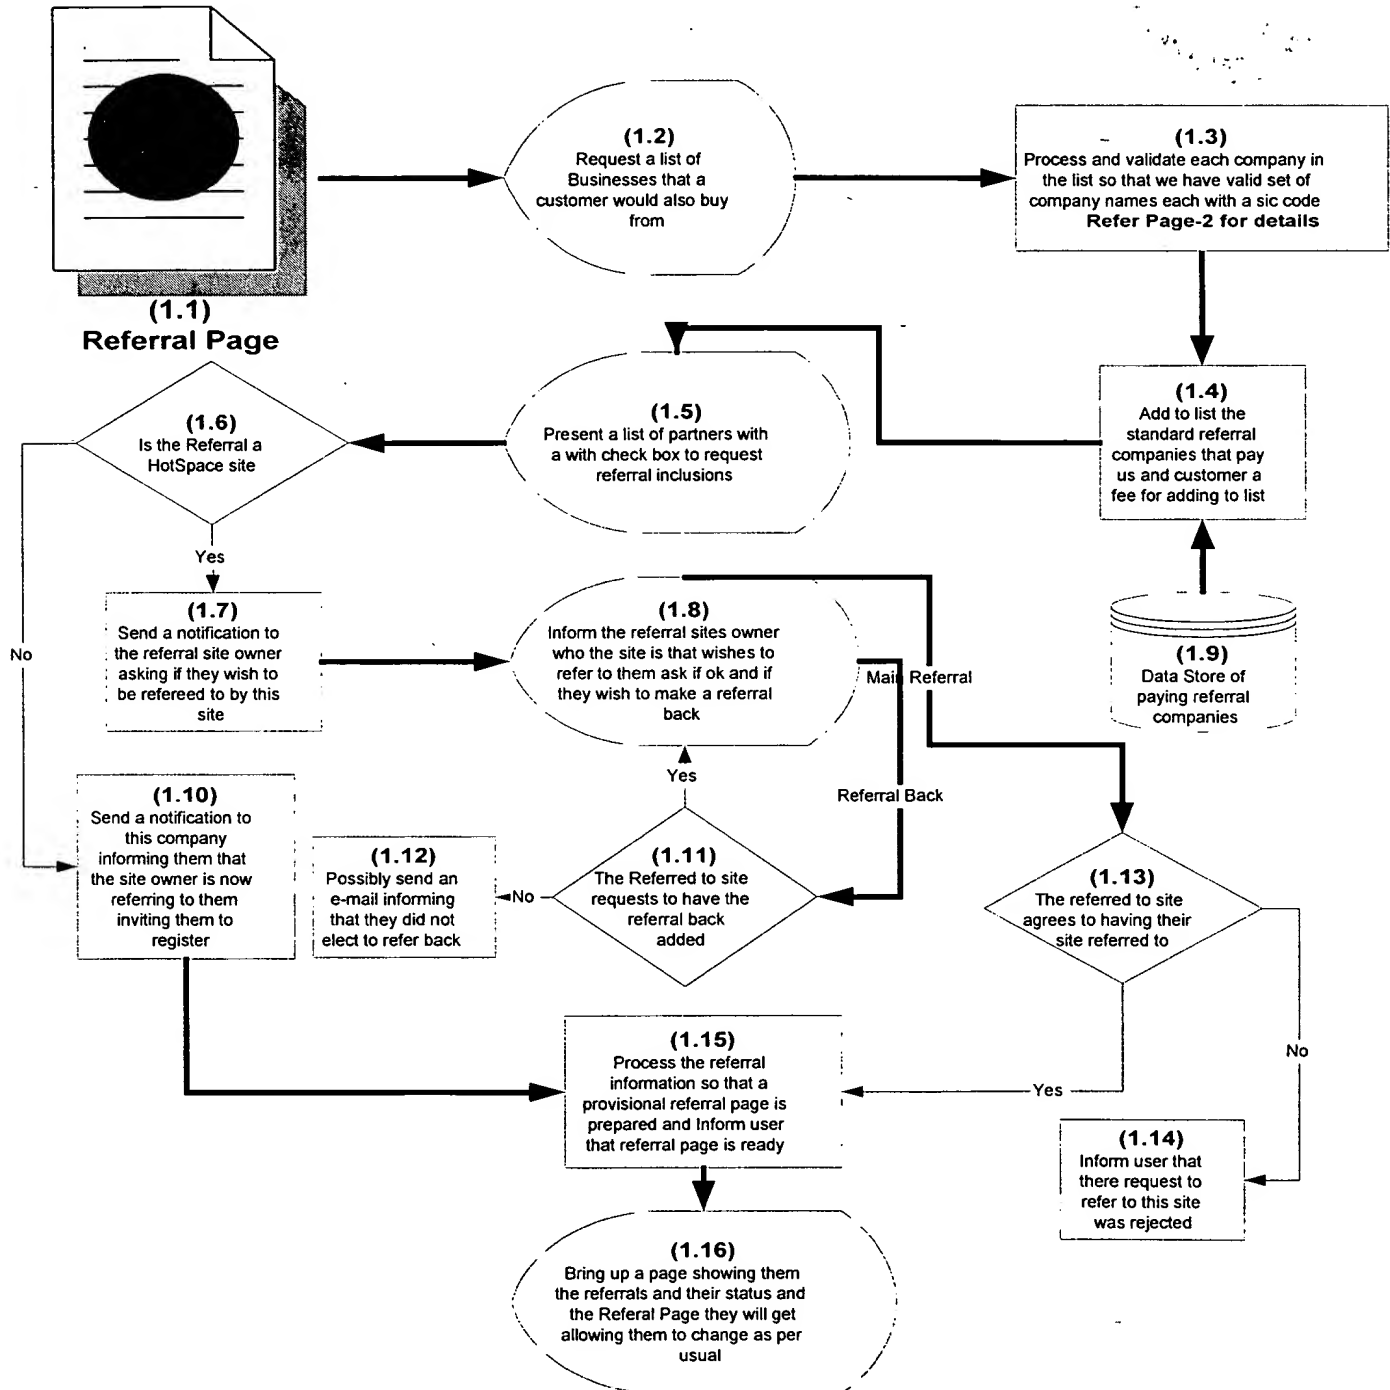 (1.1)
Referral Page
(1.2)
Request a list of
Businesses that a
customer would also buy
from
(1.3)
Process and validate each company in
the list so that we have valid set of
company names each with a sic code
Refer Page-2 for details
(1.4)
Add to list the
standard referral
companies that pay
us and customer a
fee for adding to list
(1.5)
Present a list of partners with
a with check box to request
referral inclusions
(1.6)
Is the Referral a
HotSpace site
Yes
No
(1.7)
Send a notification to
the referral site owner
asking if they wish to
be refereed to by this
site
(1.8)
Inform the referral sites owner
who the site is that wishes to
refer to them ask if ok and if
they wish to make a referral
back
Main Referral
(1.9)
Data Store of
paying referral
companies
Yes
Referral Back
(1.10)
Send a notification to
this company
informing them that
the site owner is now
referring to them
inviting them to
register
(1.12)
Possibly send an
e-mail informing
that they did not
elect to refer back
No
(1.11)
The Referred to site
requests to have the
referral back
added
(1.13)
The referred to site
agrees to having their
site referred to
No
Yes
(1.15)
Process the referral
information so that a
provisional referral page is
prepared and Inform user
that referral page is ready
(1.14)
Inform user that
there request to
refer to this site
was rejected
(1.16)
Bring up a page showing them
the referrals and their status and
the Referal Page they will get
allowing them to change as per
usual